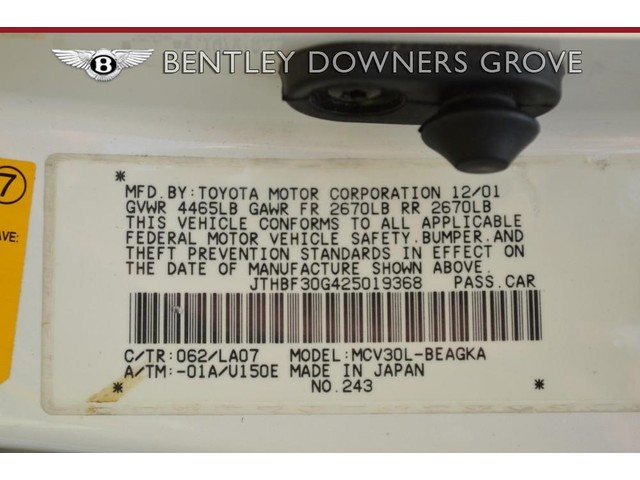 BENTLEY DOWNERS GROVE
7
AVE:
MFD.BY:TOYOTA MOTOR CORPORATION 12/01
GVWR 4465LB GAWR FR 2670LB RR 2670LB
THIS VEHICLE CONFORMS TO ALL APPLICABLE
FEDERAL MOTOR VEHICLE SAFETY.BUMPER.AND
THEFT PREVENTION STANDARDS IN EFFECT ON
THE DATE OF MANUFACTURE SHOWN ABOVE.
JTHBF30G425019368 PASS.CAR
C/TR:062/LA07 MODEL:MCV30L-BEAGKA
A/TM:-01A/U150E MADE IN JAPAN
NO.243